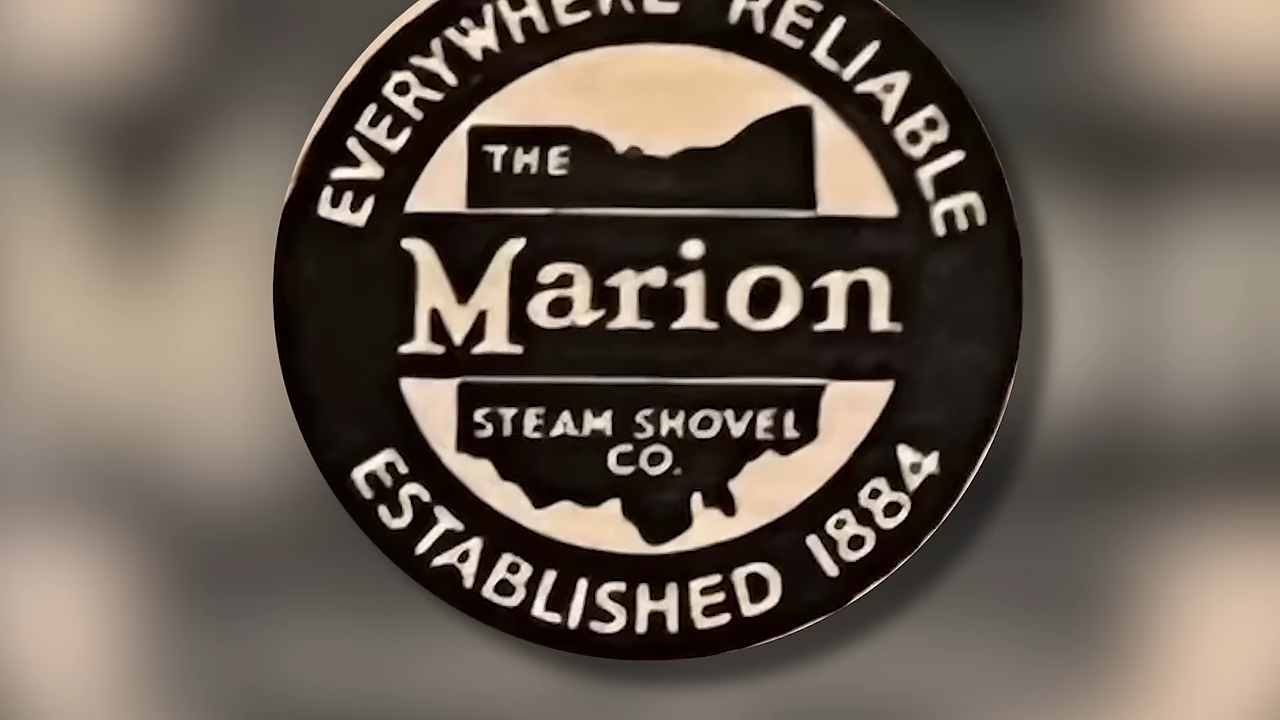 EVERYWHERE RELIABLE
THE
Marion
STEAM SHOVEL
CO.
ESTABLISHED 1884